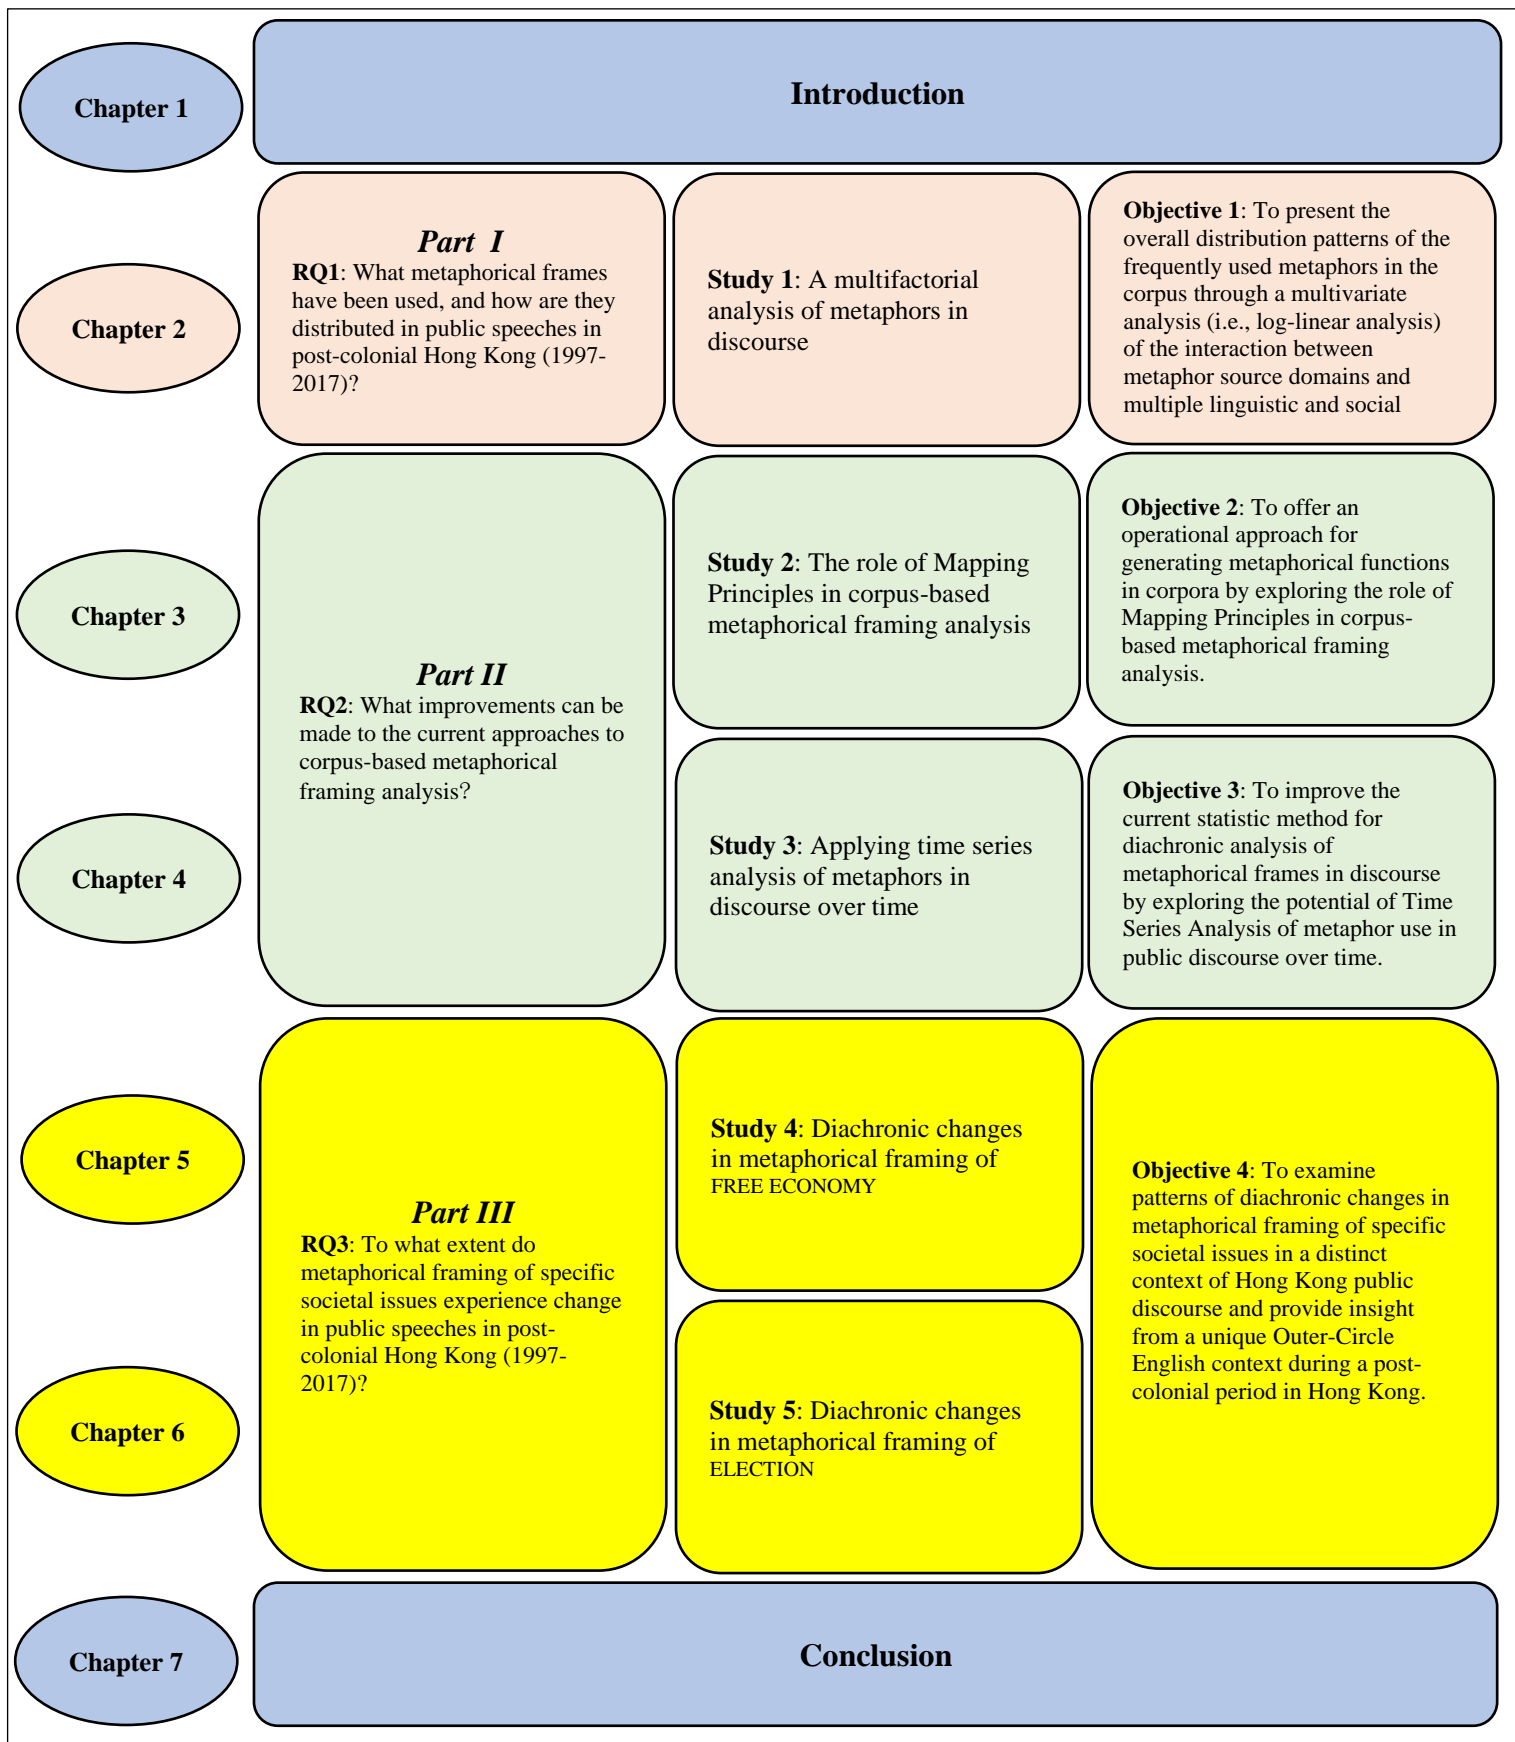 Chapter 1
Introduction
Chapter 2
Part I
RQ1: What metaphorical frames
have been used, and how are they
distributed in public speeches in
post-colonial Hong Kong (1997-
2017)?
Study 1: A multifactorial
analysis of metaphors in
discourse
Objective 1: To present the
overall distribution patterns of the
frequently used metaphors in the
corpus through a multivariate
analysis (i.e., log-linear analysis)
of the interaction between
metaphor source domains and
multiple linguistic and social
Chapter 3
Part II
RQ2: What improvements can be
made to the current approaches to
corpus-based metaphorical
framing analysis?
Study 2: The role of Mapping
Principles in corpus-based
metaphorical framing analysis
Objective 2: To offer an
operational approach for
generating metaphorical functions
in corpora by exploring the role of
Mapping Principles in corpus-
based metaphorical framing
analysis.
Chapter 4
Study 3: Applying time series
analysis of metaphors in
discourse over time
Objective 3: To improve the
current statistic method for
diachronic analysis of
metaphorical frames in discourse
by exploring the potential of Time
Series Analysis of metaphor use in
public discourse over time.
Chapter 5
Part III
RQ3: To what extent do
metaphorical framing of specific
societal issues experience change
in public speeches in post-
colonial Hong Kong (1997-
2017)?
Study 4: Diachronic changes
in metaphorical framing of
FREE ECONOMY
Objective 4: To examine
patterns of diachronic changes in
metaphorical framing of specific
societal issues in a distinct
context of Hong Kong public
discourse and provide insight
from a unique Outer-Circle
English context during a post-
colonial period in Hong Kong.
Chapter 6
Study 5: Diachronic changes
in metaphorical framing of
ELECTION
Chapter 7
Conclusion